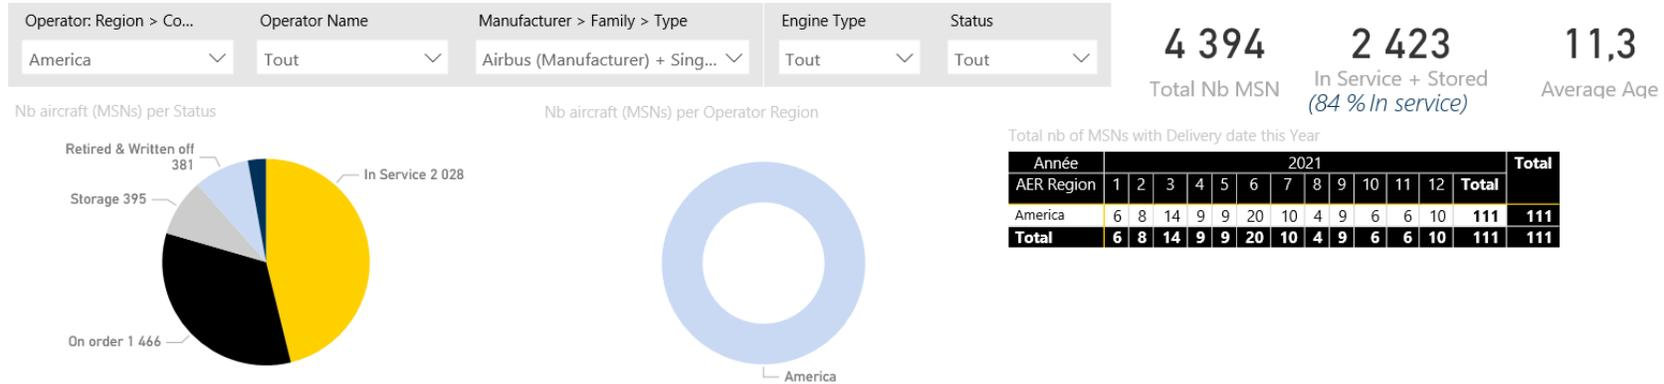 Operator: Region > Co...
Operator Name
Manufacturer > Family > Type
Engine Type
Status
America
Tout
Airbus (Manufacturer) + Sing...
Tout
Tout
4 394
Total Nb MSN
2 423
In Service + Stored
(84 % In service)
11,3
Average Age
Nb aircraft (MSNs) per Status
Retired & Written off
381
In Service 2 028
Storage 395
On order 1 466
Nb aircraft (MSNs) per Operator Region
America
Total nb of MSNs with Delivery date this Year
Année 2021 Total
AER Region 1 2 3 4 5 6 7 8 9 10 11 12 Total
America 6 8 14 9 9 20 10 4 9 6 6 10 111 111
Total 6 8 14 9 9 20 10 4 9 6 6 10 111 111